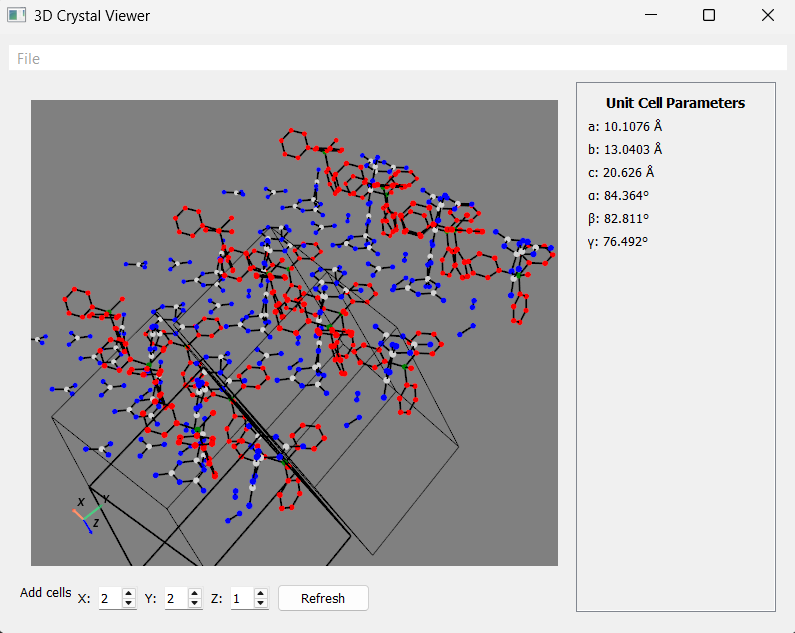 3D Crystal Viewer
File
Unit Cell Parameters
a: 10.1076 Å
b: 13.0403 Å
c: 20.626 Å
α: 84.364°
β: 82.811°
γ: 76.492°
X
Y
Z
Add cells X: 2 Y: 2 Z: 1 Refresh